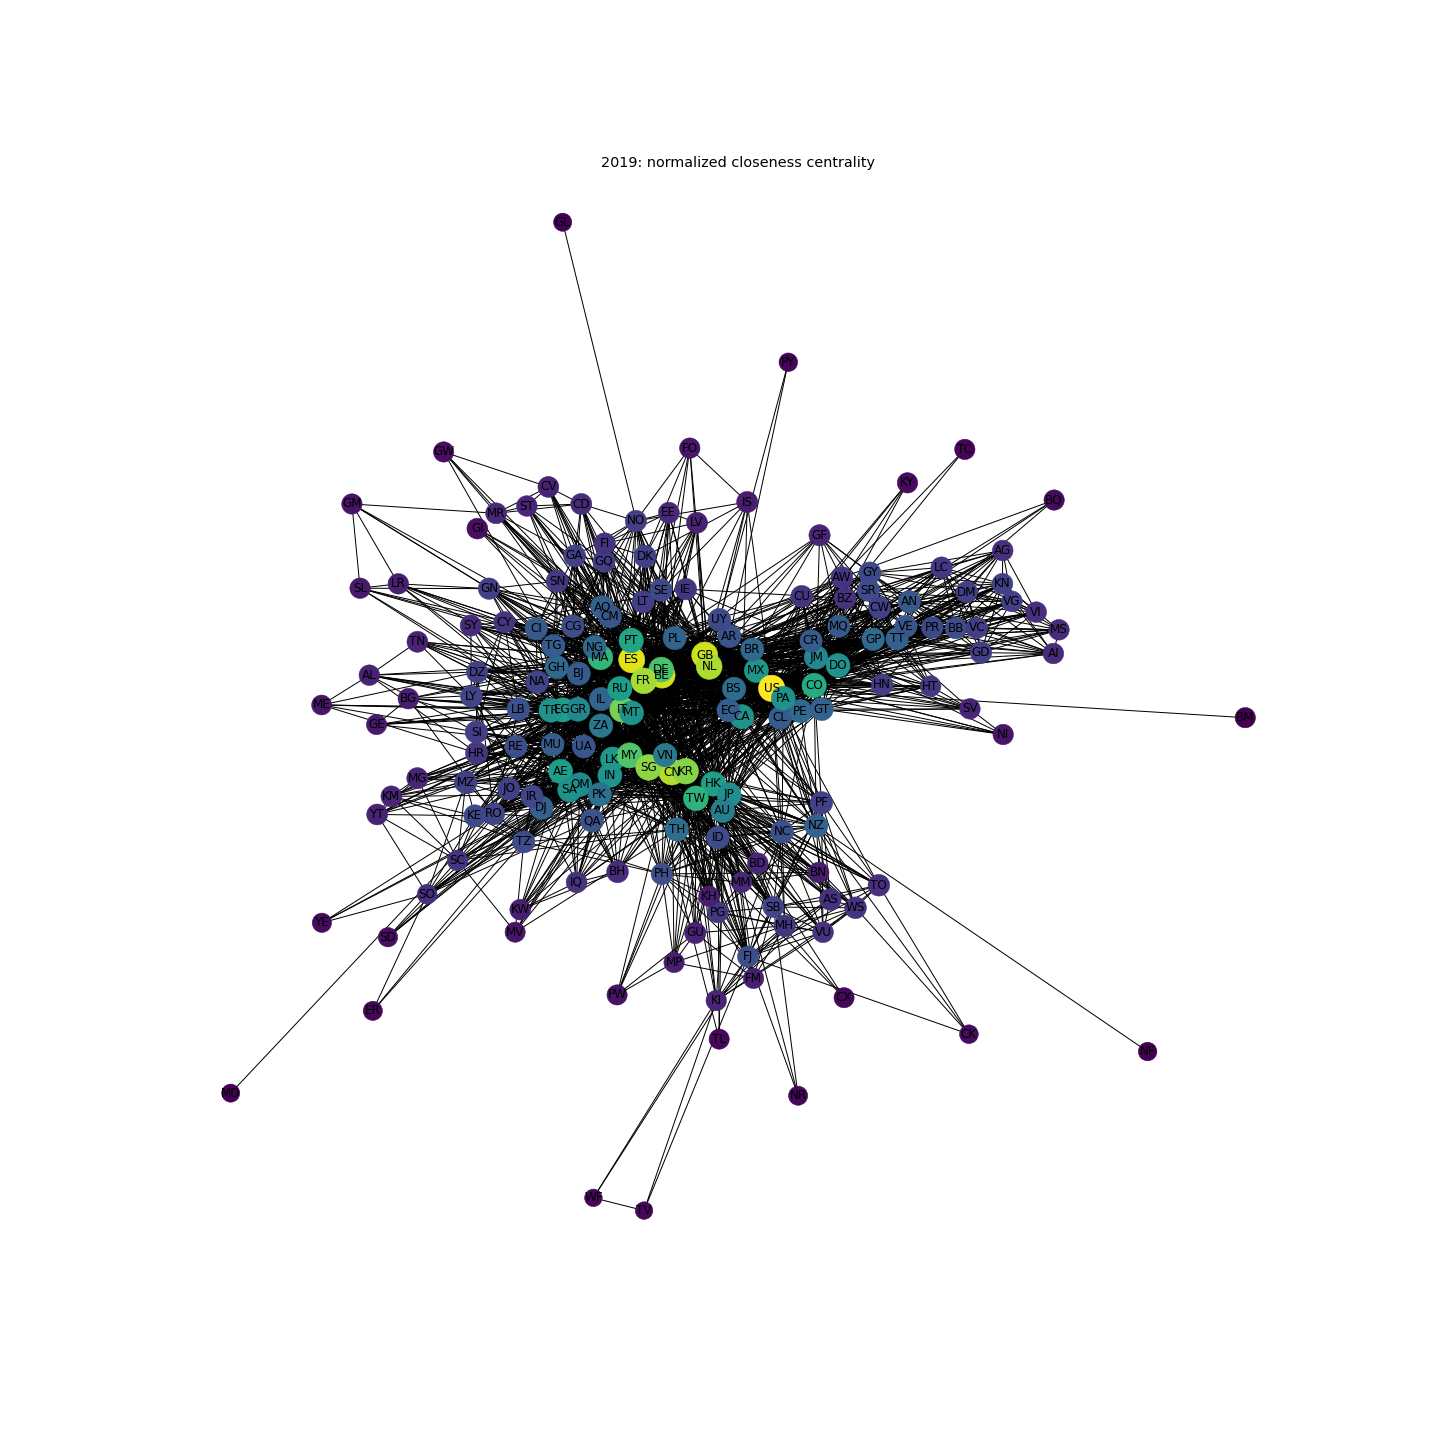 2019: normalized closeness centrality
GL
PY
FO
TC
GW
KY
CV
BQ
IS
GM
CD
ST
MR
EE
NO
LV
GI
GF
FI
AG
GA
DK
GQ
LC
GY
AW
SN
LR
KN
SL
GN
SE
IE
SR
DM
CU
BZ
LT
AN
VG
AO
CW
VI
CM
UY
SY
CY
CG
MQ
VE
PR
BB
VC
CI
MS
AR
PL
GP
TT
TN
PT
CR
TG
NG
BR
GD
AI
GB
JM
MA
ES
GH
NL
DO
DE
MX
DZ
BJ
AL
BE
NA
FR
CO
HN
HT
RU
BS
US
LY
BG
IL
PA
ME
LB
TR
EG
GR
IT
MT
EC
CA
CL
PE
GT
SV
BM
GE
ZA
SI
NI
RE
MU
UA
HR
LK
MY
VN
AE
IN
SG
CN
KR
MG
MZ
JO
SA
OM
HK
KM
IR
PK
TW
JP
PF
YT
KE
RO
DJ
AU
QA
NZ
TH
NC
TZ
ID
SC
BD
BH
PH
BN
IQ
MM
TO
SO
KH
AS
KW
PG
SB
WS
YE
MH
MV
GU
VU
SD
FJ
MP
FM
PW
CX
KI
ER
CK
TL
NF
MD
NR
WF
TV